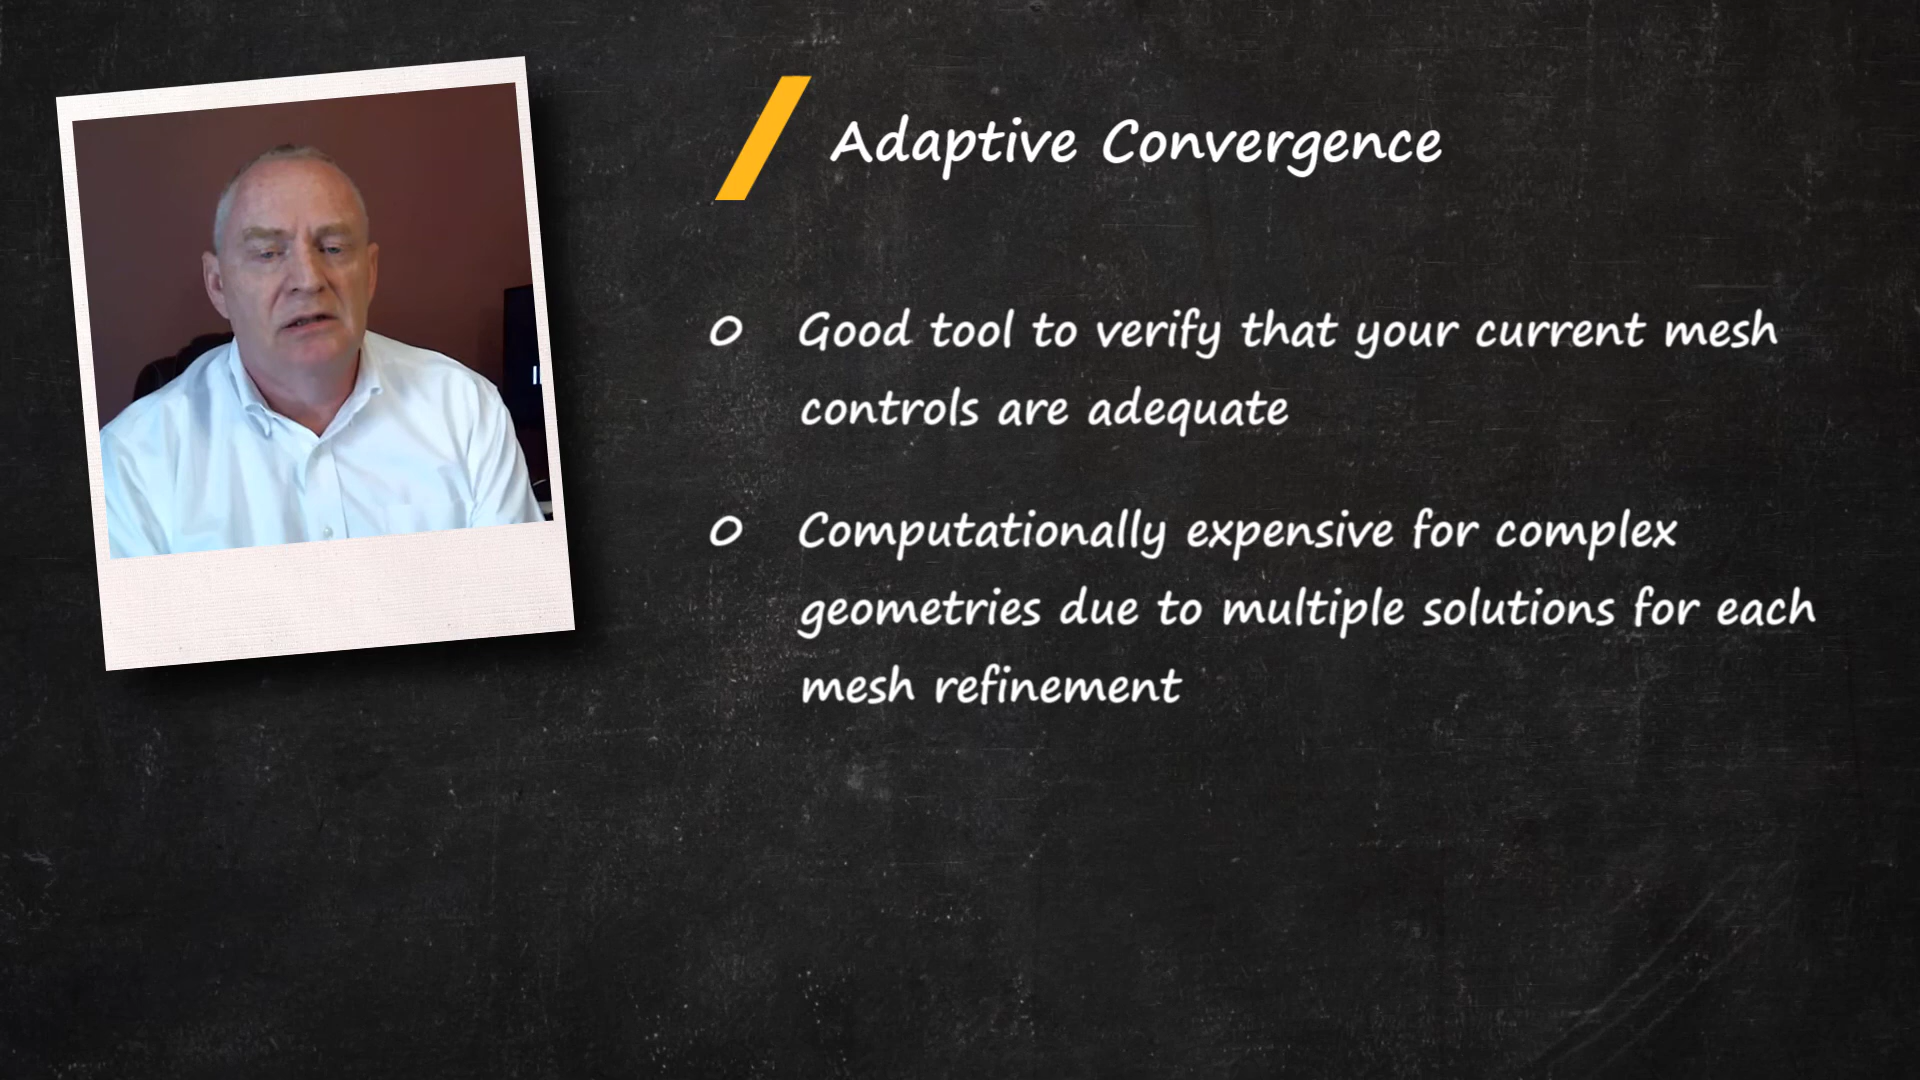 Adaptive Convergence
O Good tool to verify that your current mesh
controls are adequate
O Computationally expensive for complex
geometries due to multiple solutions for each
mesh refinement